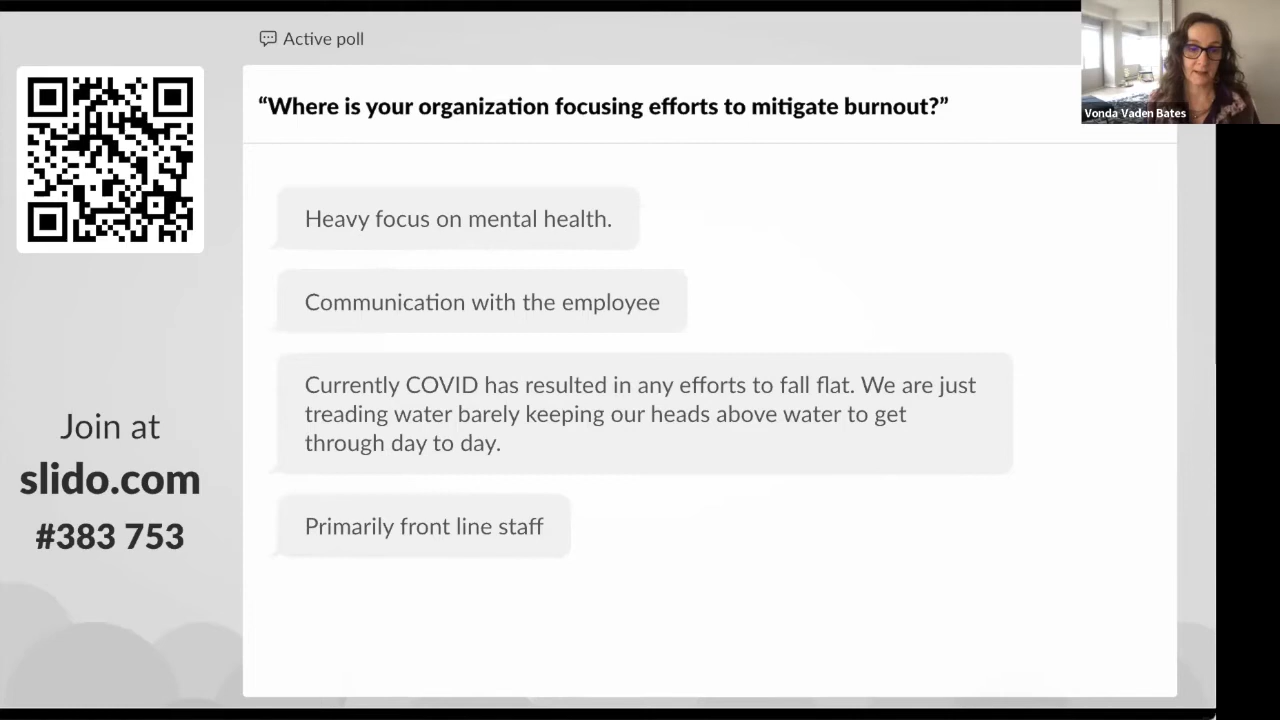 Active poll
“Where is your organization focusing efforts to mitigate burnout?”
Vonda Vaden Bates
Heavy focus on mental health.
Communication with the employee
Currently COVID has resulted in any efforts to fall flat. We are just
treading water barely keeping our heads above water to get
through day to day.
Primarily front line staff
Join at
slido.com
#383 753